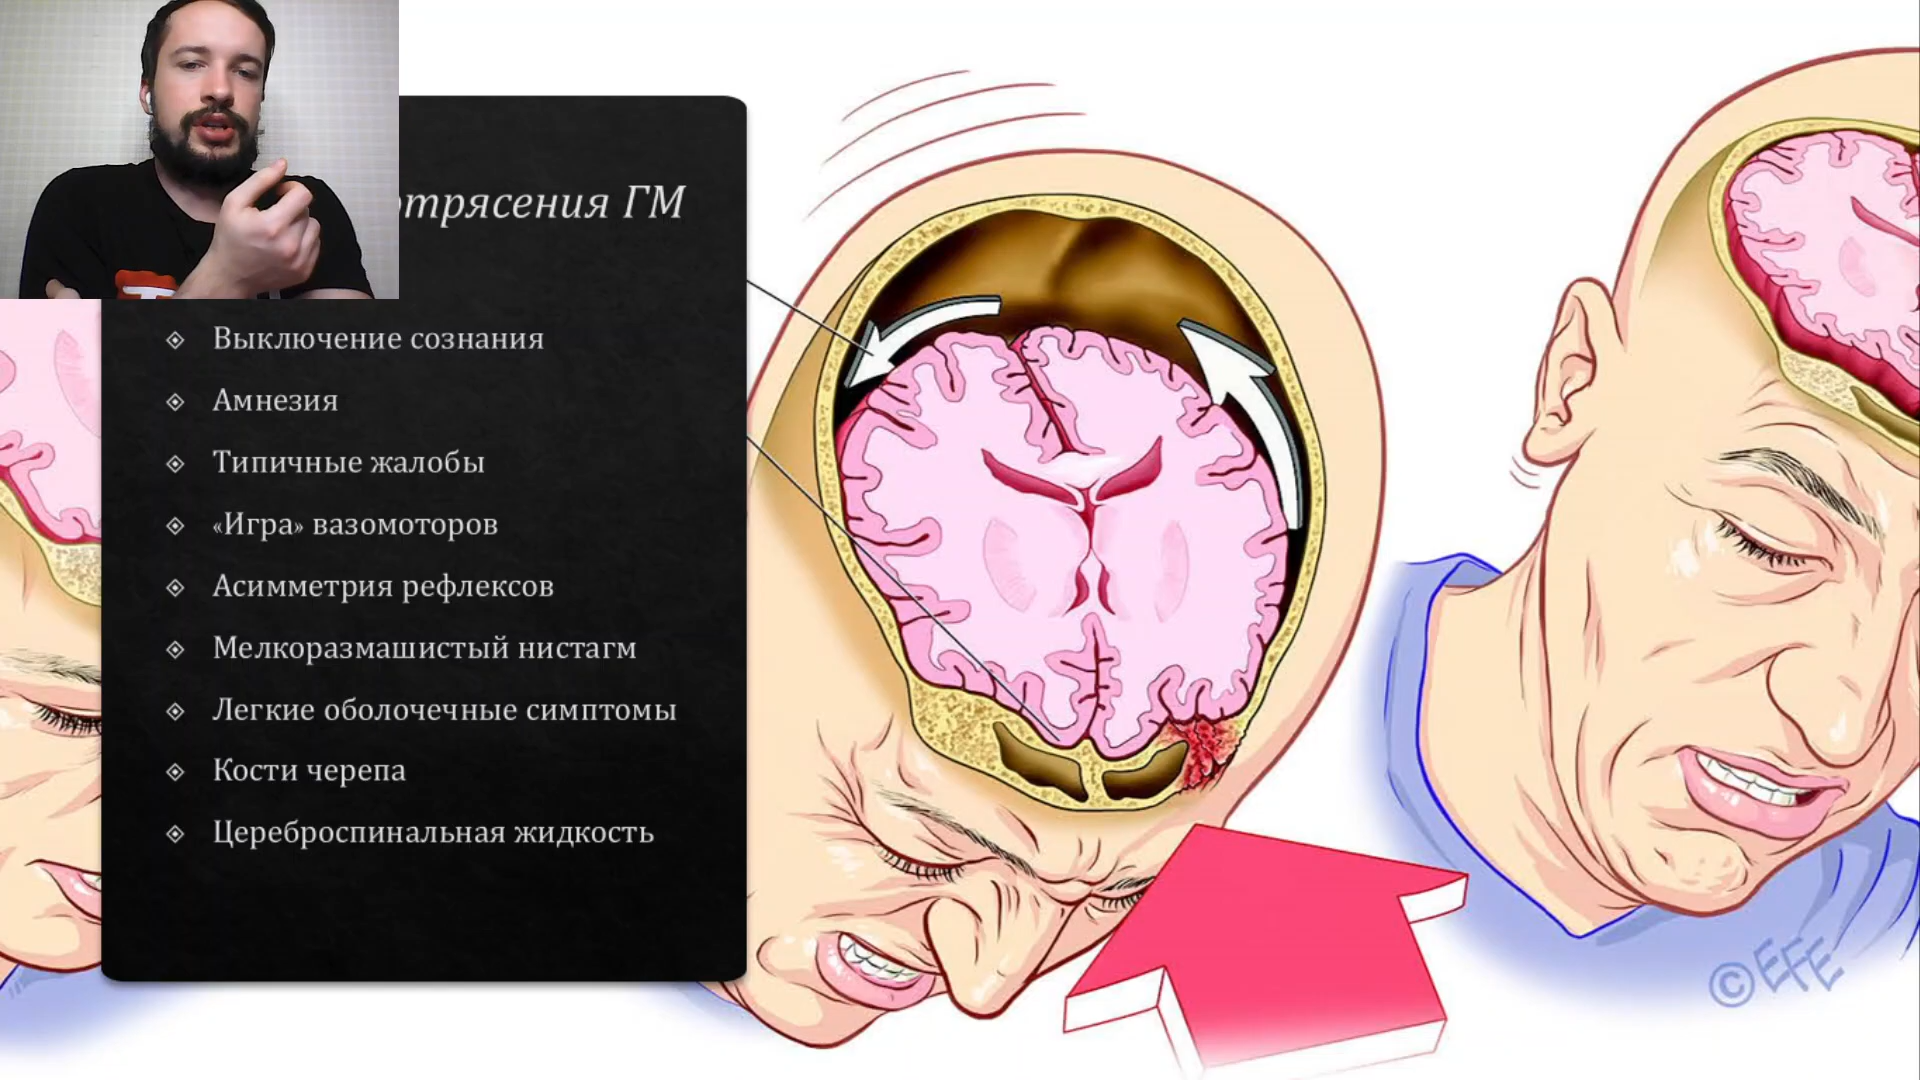 отрясения ГМ
Выключение сознания
Амнезия
Типичные жалобы
«Игра» вазомоторов
Асимметрия рефлексов
Мелкоразмашистый нистагм
Легкие оболочечные симптомы
Кости черепа
Цереброспинальная жидкость
©EFE